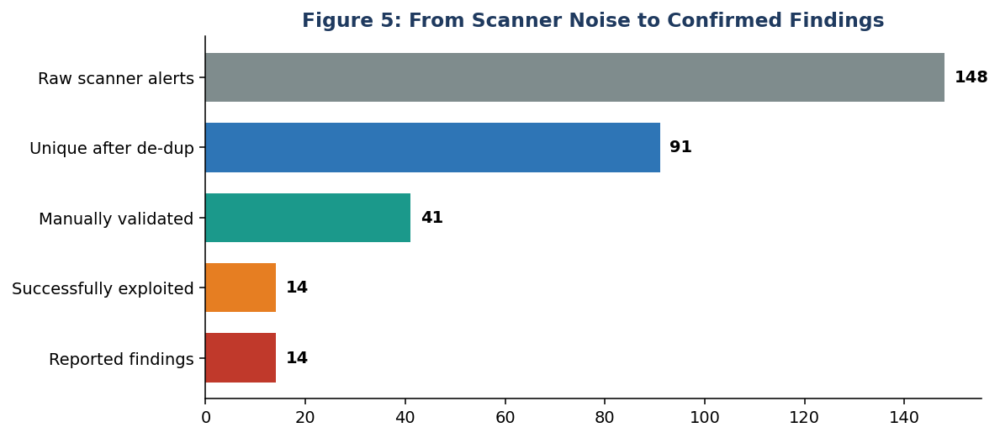 Figure 5: From Scanner Noise to Confirmed Findings
Raw scanner alerts 148
Unique after de-dup 91
Manually validated 41
Successfully exploited 14
Reported findings 14
0 20 40 60 80 100 120 140